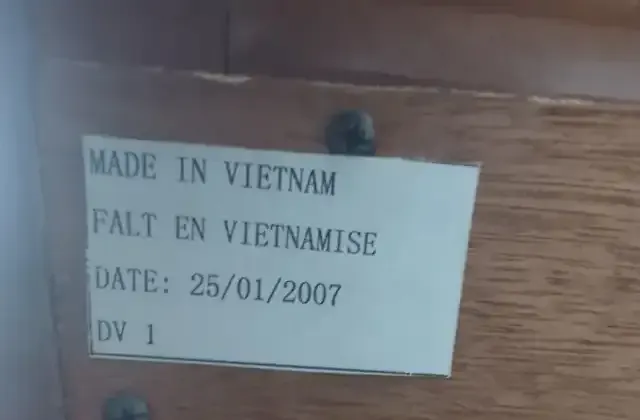 MADE IN VIETNAM
FALT EN VIETNAMISE
DATE: 25/01/2007
DV 1